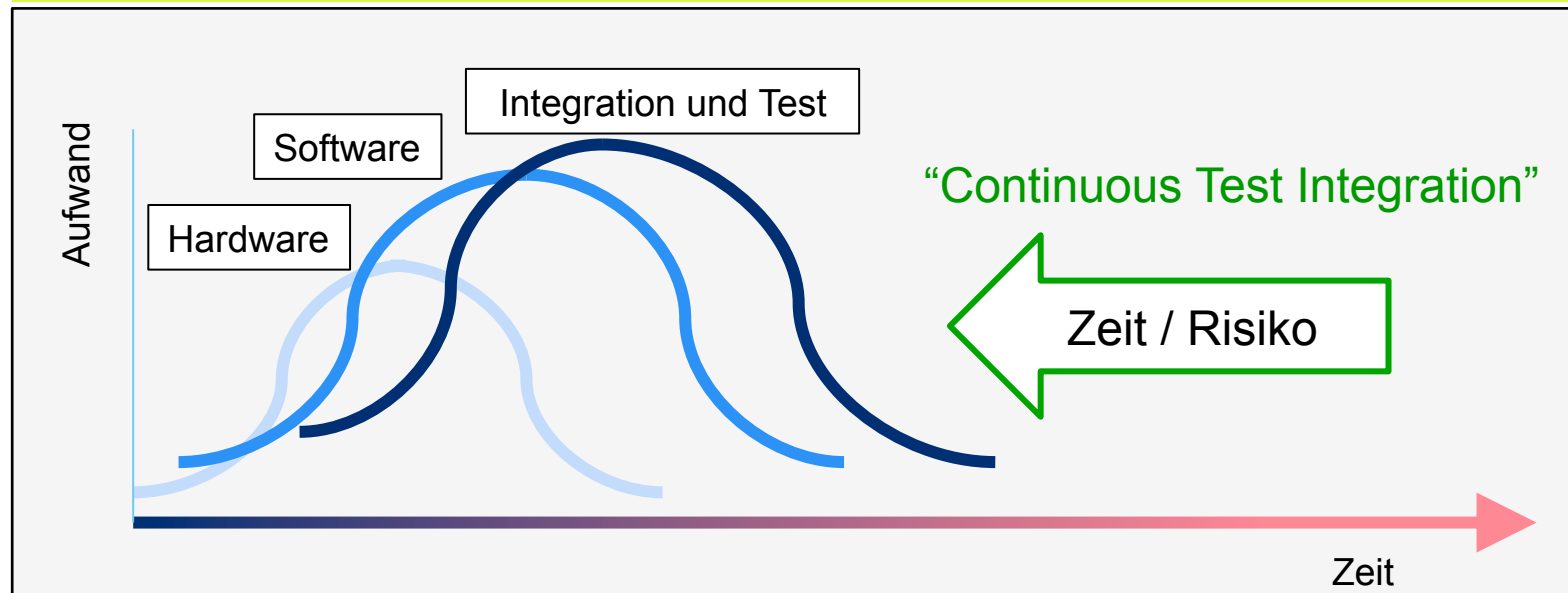 Integration und Test
Software
Hardware
Aufwand
“Continuous Test Integration”
Zeit / Risiko
Zeit